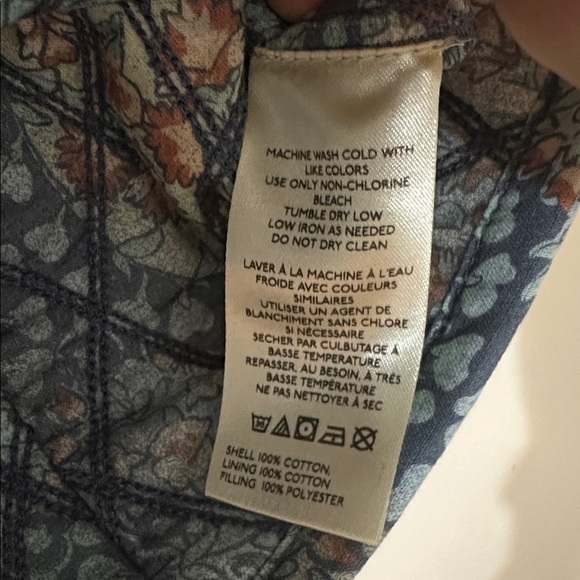 MACHINE WASH COLD WITH
LIKE COLORS
USE ONLY NON-CHLORINE
BLEACH
TUMBLE DRY LOW
LOW IRON AS NEEDED
DO NOT DRY CLEAN
LAVER À LA MACHINE À L'EAU
FROIDE AVEC COULEURS
SIMILAIRES
UTILISER UN AGENT DE
BLANCHIMENT SANS CHLORE
SI NÉCESSAIRE
SECHER PAR CULBUTAGE À
BASSE TEMPERATURE
REPASSER, AU BESOIN, À TRÈS
BASSE TEMPÉRATURE
NE PAS NETTOYER À SEC
SHELL 100% COTTON,
LINING 100% COTTON
FILLING 100% POLYESTER